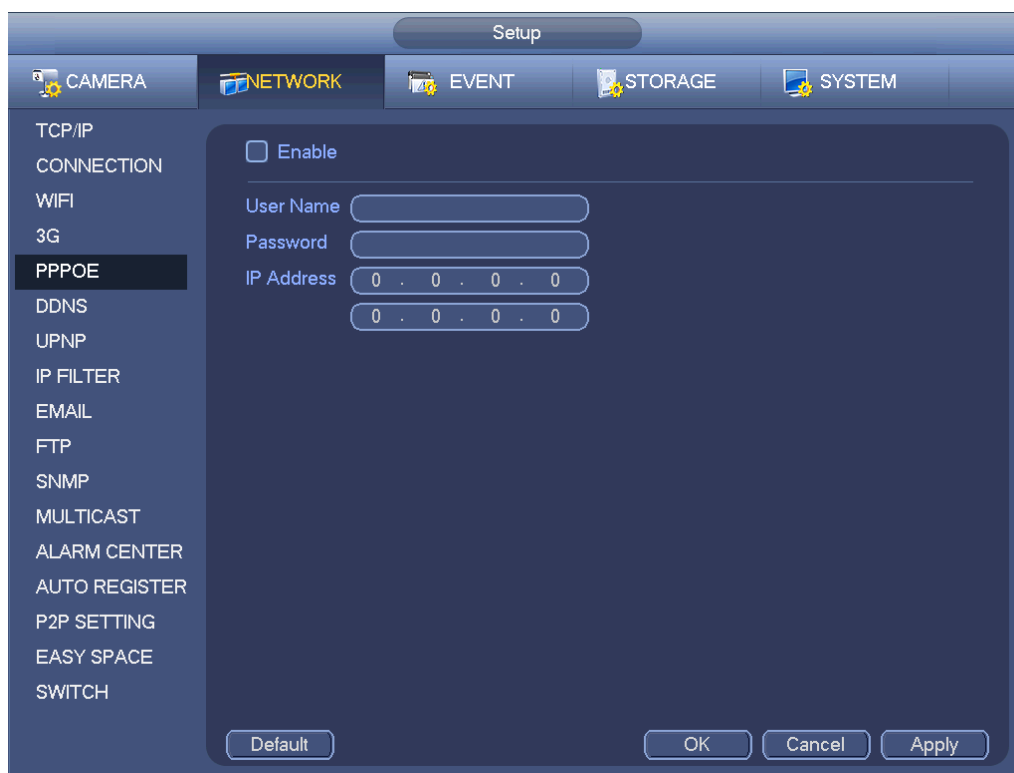 Setup
CAMERA NETWORK EVENT STORAGE SYSTEM
TCP/IP
CONNECTION
WIFI
3G
PPPOE
DDNS
UPNP
IP FILTER
EMAIL
FTP
SNMP
MULTICAST
ALARM CENTER
AUTO REGISTER
P2P SETTING
EASY SPACE
SWITCH
Enable
User Name
Password
IP Address 0 . 0 . 0 . 0
0 . 0 . 0 . 0
Default OK Cancel Apply